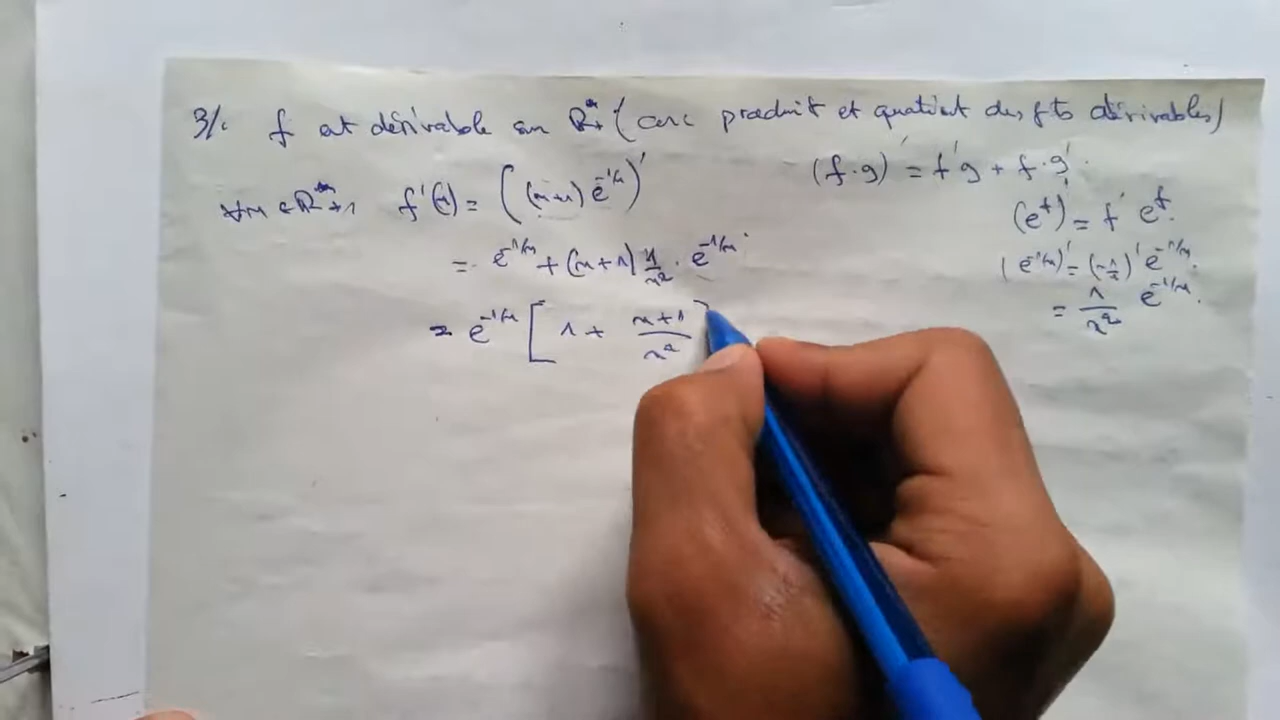 3/. f est dérivable sur ℝ₊* (car produit et quotient des fts dérivables)
(f·g)' = f'g + f·g'
∀x ∈ ℝ*₊, f'(x) = ((x+1) e^{-1/x})'
(e^f)' = f' e^f.
= e^{-1/x} + (x+1) 1/x² · e^{-1/x}
(e^{-1/x})' = (-1/x)' e^{-1/x}.
= 1/x² e^{-1/x}.
= e^{-1/x} [ 1 + (x+1)/x² ]